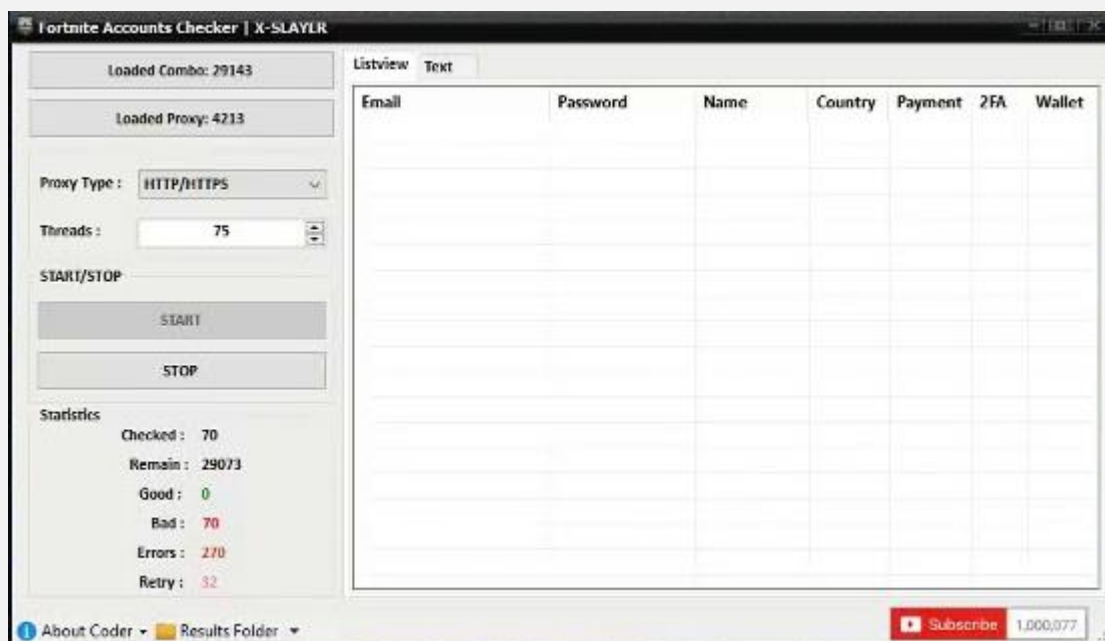 Fortnite Accounts Checker | X-SLAYER
Loaded Combo: 29143
Loaded Proxy: 4213
Proxy Type : HTTP/HTTPS
Threads : 75
START/STOP
START
STOP
Statistics
Checked : 70
Remain : 29073
Good : 0
Bad : 70
Errors : 270
Retry : 32
Listview Text
Email Password Name Country Payment 2FA Wallet
About Coder Results Folder
Subscribe 1,000,077